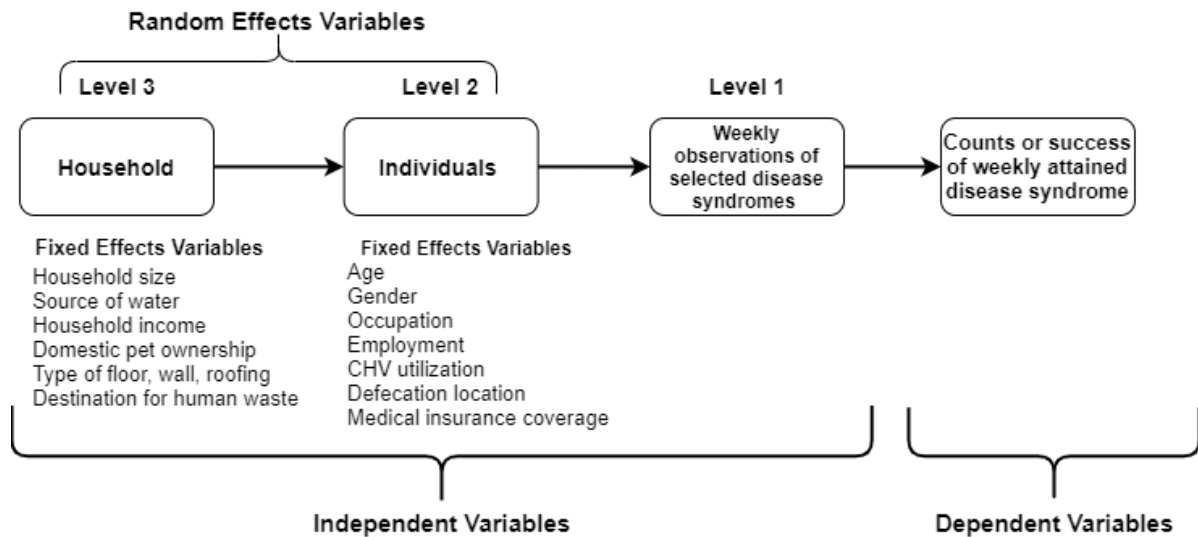 Random Effects Variables
Level 3
Level 2
Level 1
Household
Individuals
Weekly
observations of
selected disease
syndromes
Counts or success
of weekly attained
disease syndrome
Fixed Effects Variables
Household size
Source of water
Household income
Domestic pet ownership
Type of floor, wall, roofing
Destination for human waste
Fixed Effects Variables
Age
Gender
Occupation
Employment
CHV utilization
Defecation location
Medical insurance coverage
Independent Variables
Dependent Variables